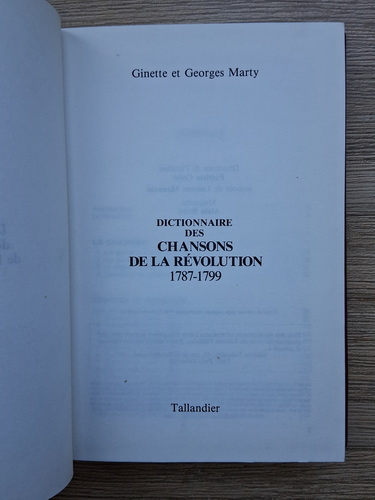 Ginette et Georges Marty
DICTIONNAIRE
DES
CHANSONS
DE LA RÉVOLUTION
1787-1799
Tallandier